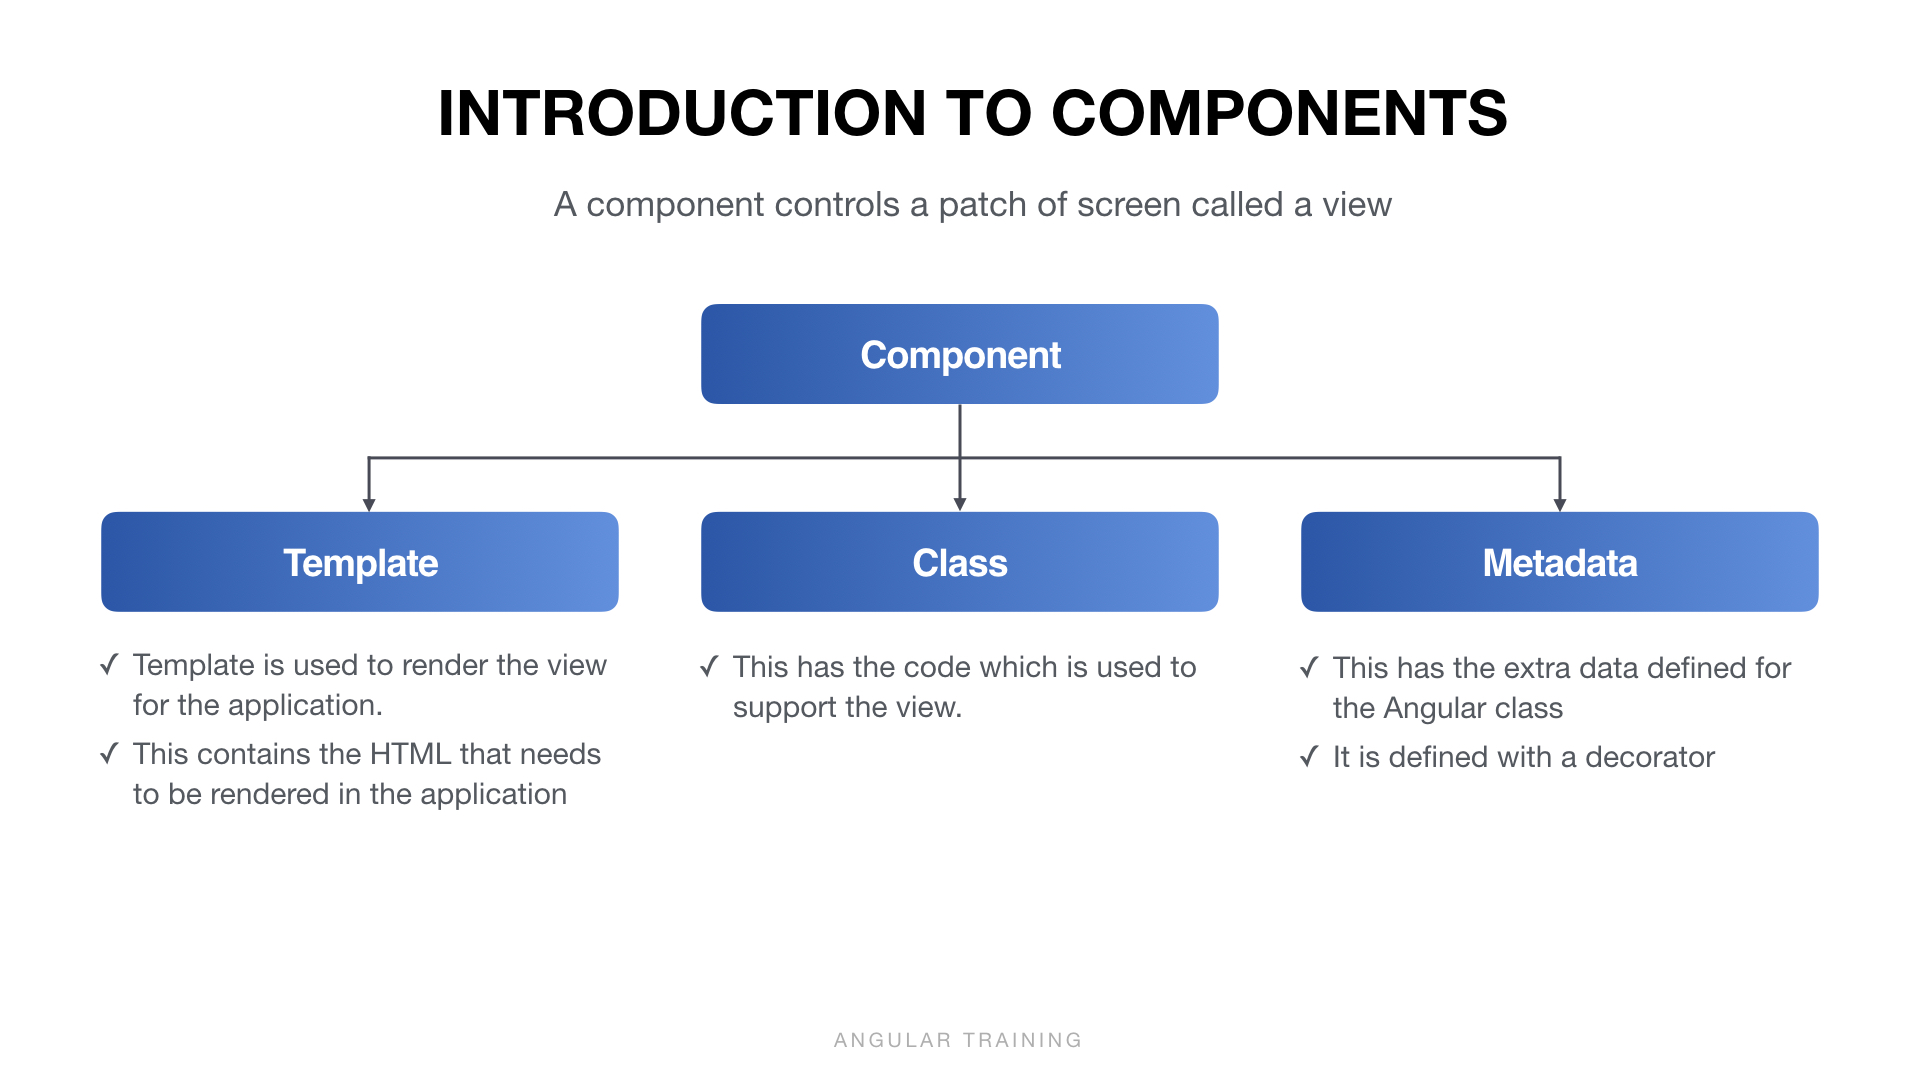 INTRODUCTION TO COMPONENTS
A component controls a patch of screen called a view
Component
Template
Class
Metadata
✓ Template is used to render the view
for the application.
✓ This contains the HTML that needs
to be rendered in the application
✓ This has the code which is used to
support the view.
✓ This has the extra data defined for
the Angular class
✓ It is defined with a decorator
ANGULAR TRAINING